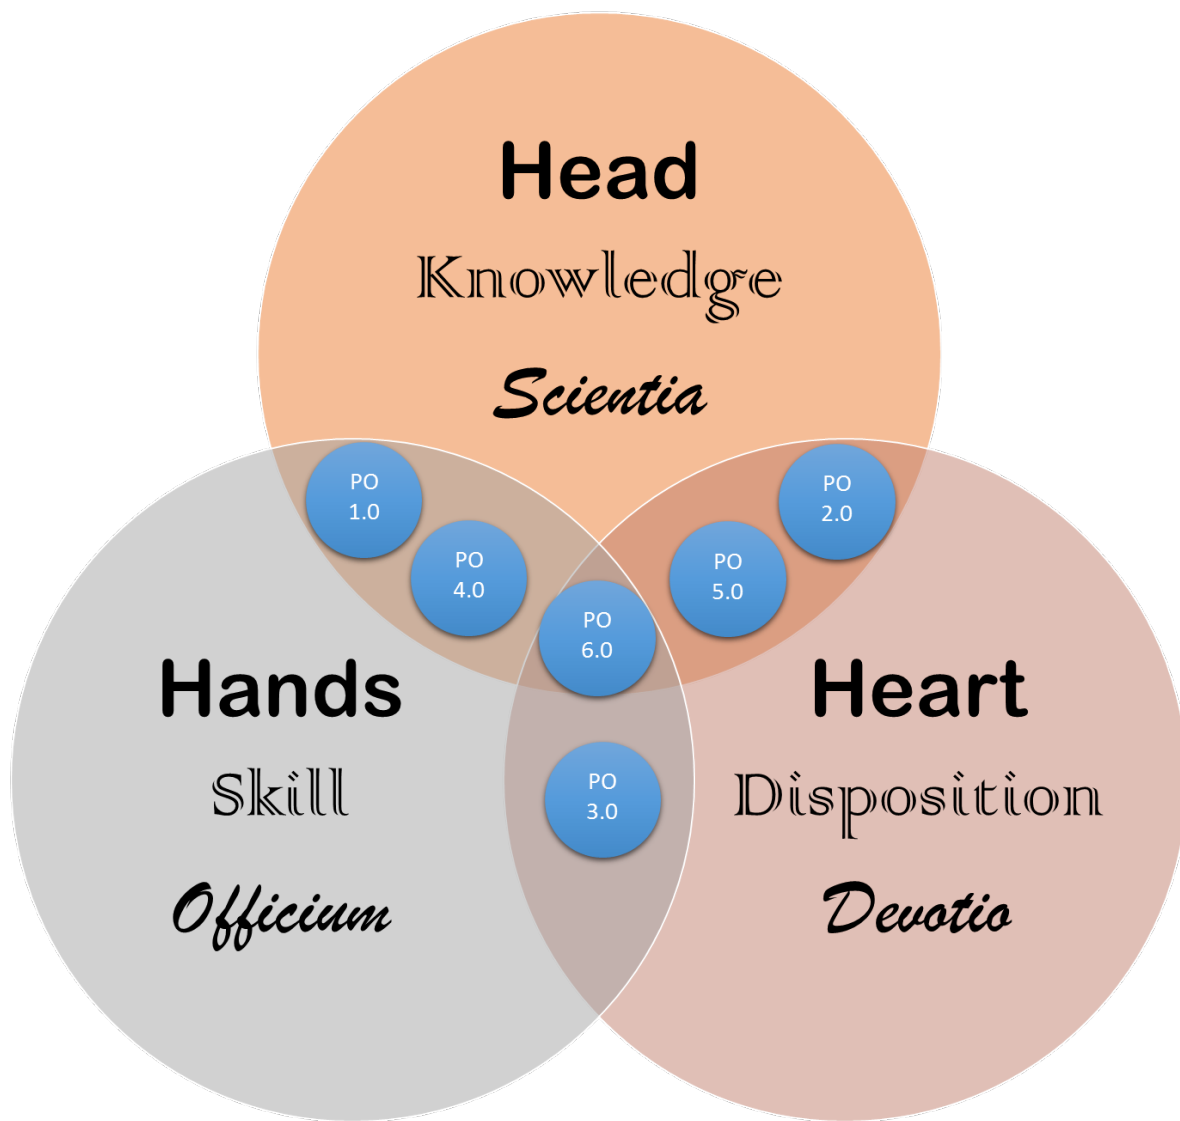 Head
Knowledge
Scientia
PO
1.0
PO
4.0
PO
6.0
PO
5.0
PO
2.0
PO
3.0
Hands
Skill
Officium
Heart
Disposition
Devotio